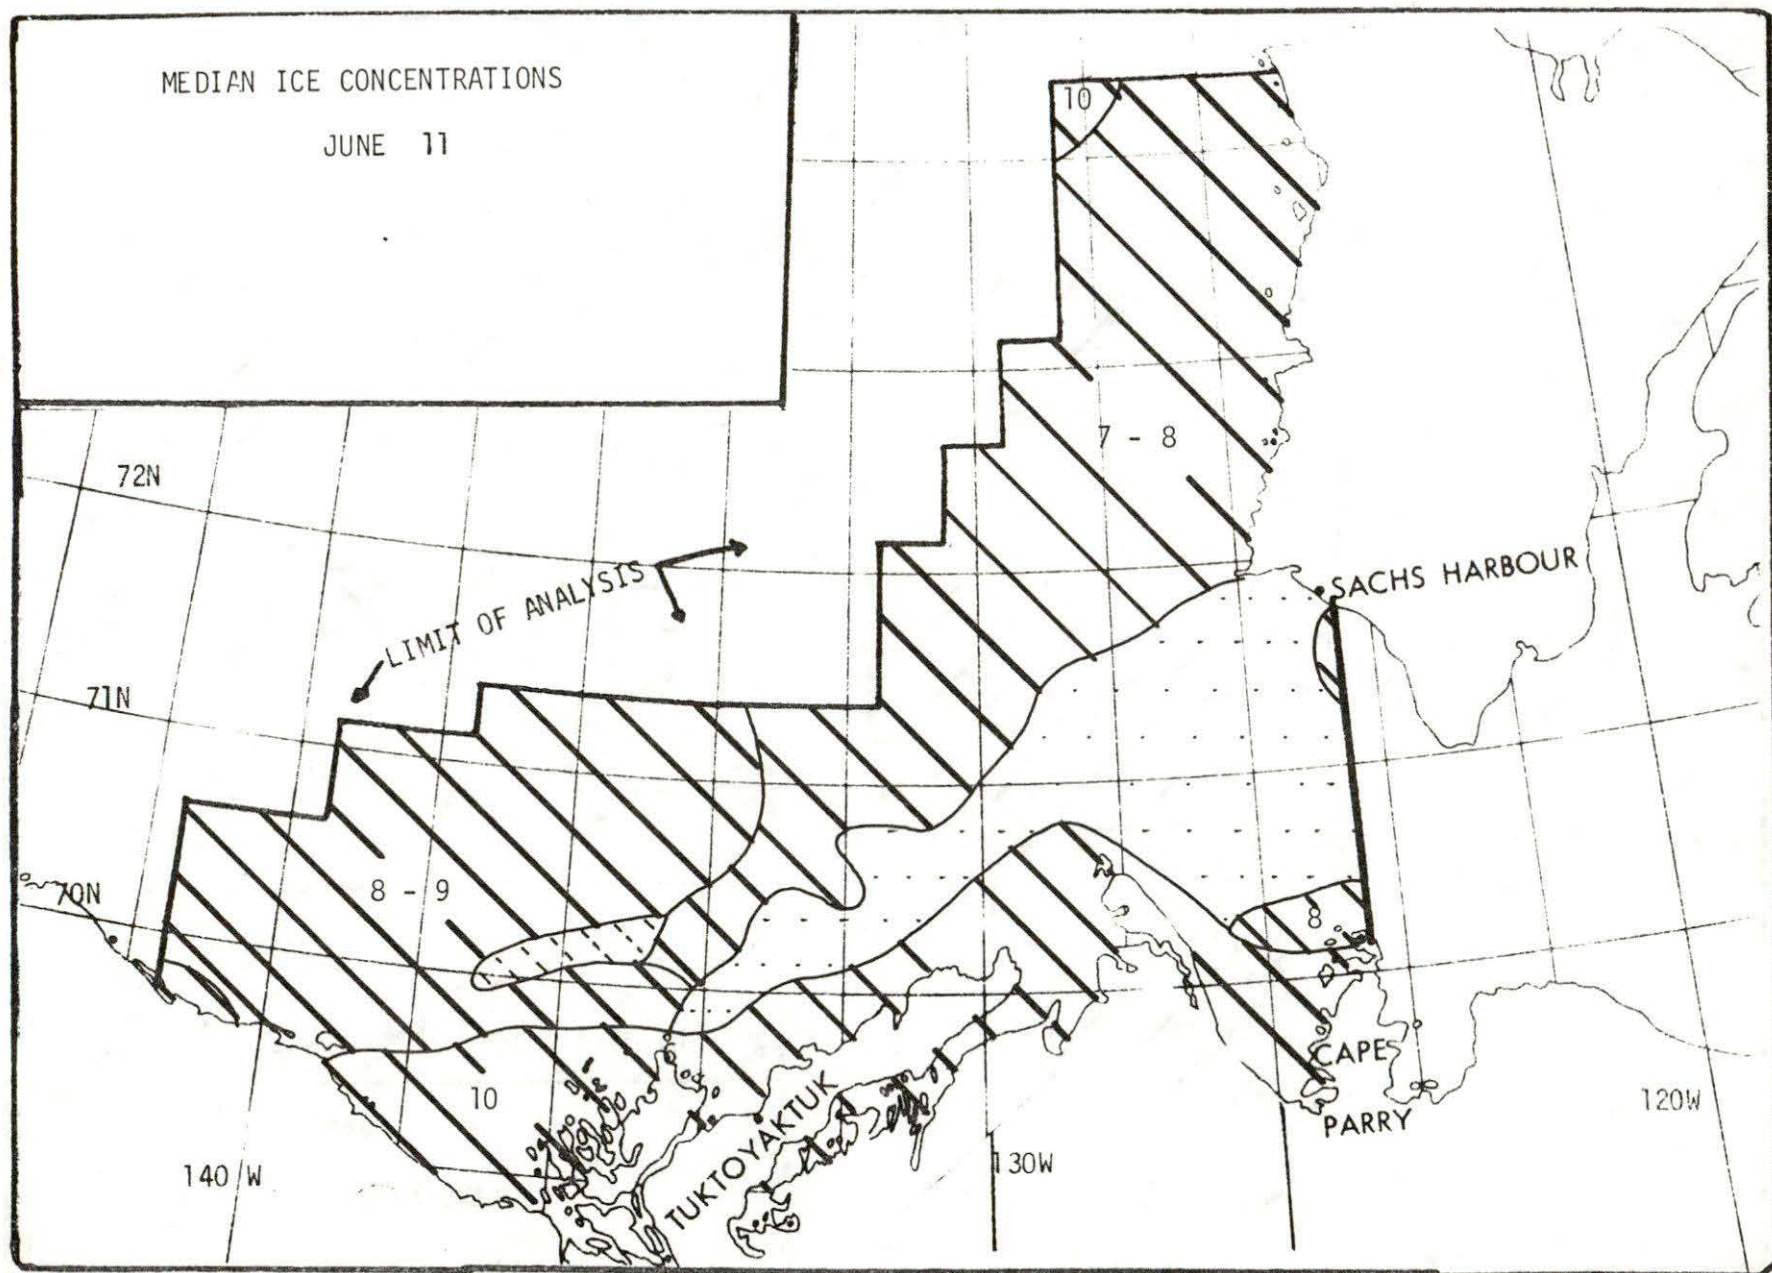 MEDIAN ICE CONCENTRATIONS
JUNE 11
10
7 - 8
72N
LIMIT OF ANALYSIS
SACHS HARBOUR
71N
70N
8 - 9
8
10
CAPE
PARRY
TUKTOYAKTUK
140 W
130W
120W